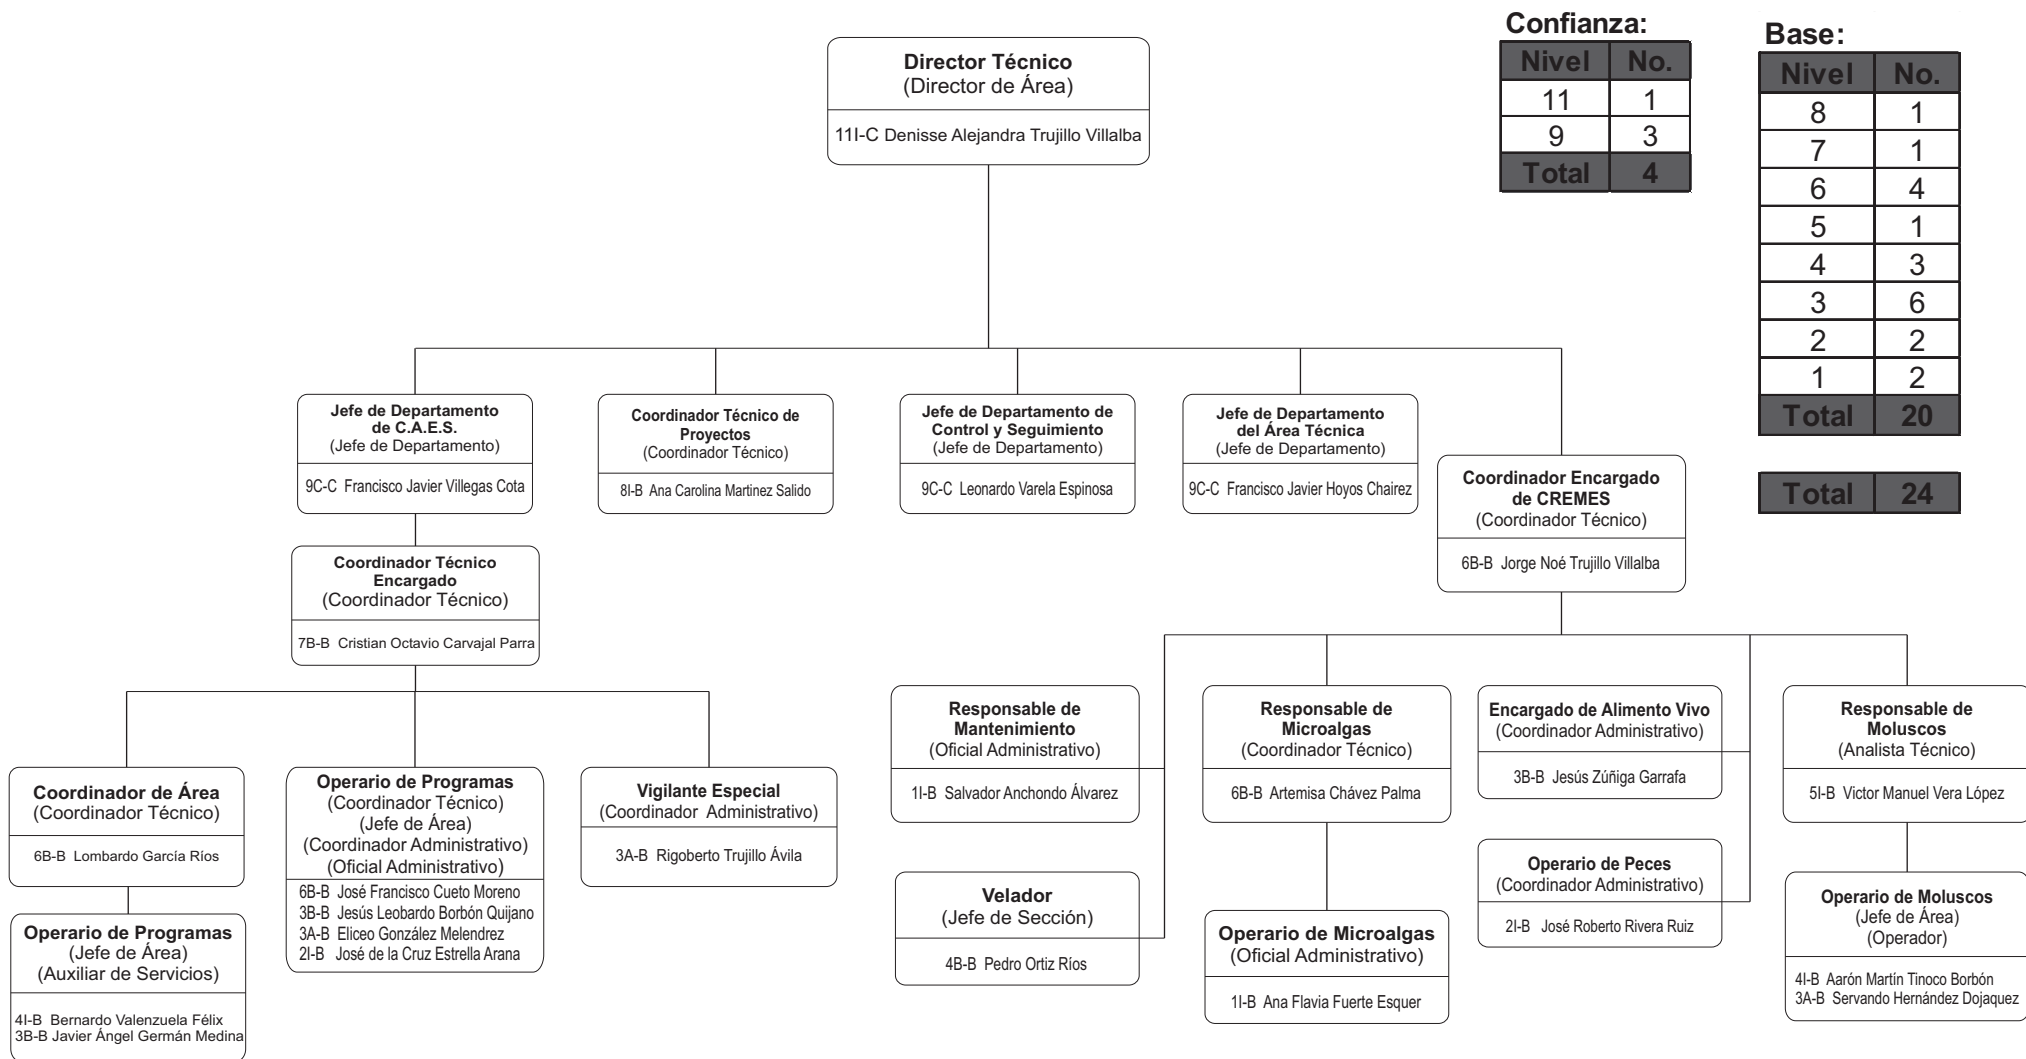 Director Técnico
(Director de Área)
11I-C Denisse Alejandra Trujillo Villalba
Confianza:
Nivel No.
11 1
9 3
Total 4
Base:
Nivel No.
8 1
7 1
6 4
5 1
4 3
3 6
2 2
1 2
Total 20
Total 24
Jefe de Departamento
de C.A.E.S.
(Jefe de Departamento)
9C-C Francisco Javier Villegas Cota
Coordinador Técnico de
Proyectos
(Coordinador Técnico)
8I-B Ana Carolina Martinez Salido
Jefe de Departamento de
Control y Seguimiento
(Jefe de Departamento)
9C-C Leonardo Varela Espinosa
Jefe de Departamento
del Área Técnica
(Jefe de Departamento)
9C-C Francisco Javier Hoyos Chairez
Coordinador Encargado
de CREMES
(Coordinador Técnico)
6B-B Jorge Noé Trujillo Villalba
Coordinador Técnico
Encargado
(Coordinador Técnico)
7B-B Cristian Octavio Carvajal Parra
Coordinador de Área
(Coordinador Técnico)
6B-B Lombardo García Ríos
Operario de Programas
(Jefe de Área)
(Auxiliar de Servicios)
4I-B Bernardo Valenzuela Félix
3B-B Javier Ángel Germán Medina
Operario de Programas
(Coordinador Técnico)
(Jefe de Área)
(Coordinador Administrativo)
(Oficial Administrativo)
6B-B José Francisco Cueto Moreno
3B-B Jesús Leobardo Borbón Quijano
3A-B Eliceo González Melendrez
2I-B José de la Cruz Estrella Arana
Vigilante Especial
(Coordinador Administrativo)
3A-B Rigoberto Trujillo Ávila
Responsable de
Mantenimiento
(Oficial Administrativo)
1I-B Salvador Anchondo Álvarez
Velador
(Jefe de Sección)
4B-B Pedro Ortiz Ríos
Responsable de
Microalgas
(Coordinador Técnico)
6B-B Artemisa Chávez Palma
Operario de Microalgas
(Oficial Administrativo)
1I-B Ana Flavia Fuerte Esquer
Encargado de Alimento Vivo
(Coordinador Administrativo)
3B-B Jesús Zúñiga Garrafa
Operario de Peces
(Coordinador Administrativo)
2I-B José Roberto Rivera Ruiz
Responsable de
Moluscos
(Analista Técnico)
5I-B Victor Manuel Vera López
Operario de Moluscos
(Jefe de Área)
(Operador)
4I-B Aarón Martín Tinoco Borbón
3A-B Servando Hernández Dojaquez